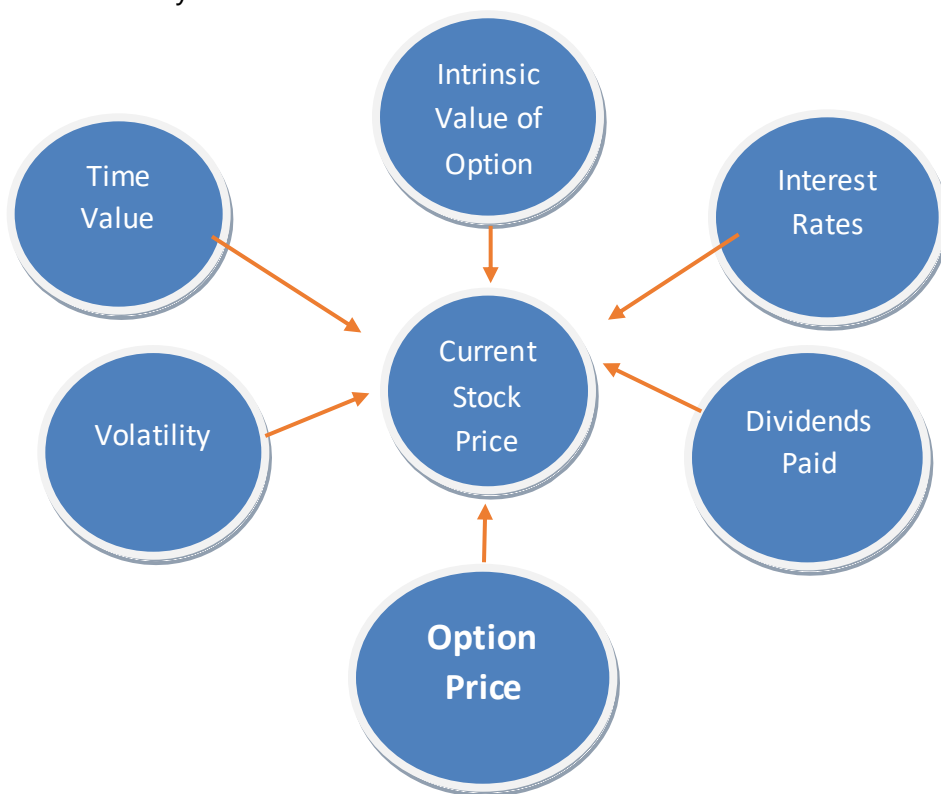 Intrinsic
Value of
Option
Time
Value
Interest
Rates
Current
Stock
Price
Volatility
Dividends
Paid
Option
Price